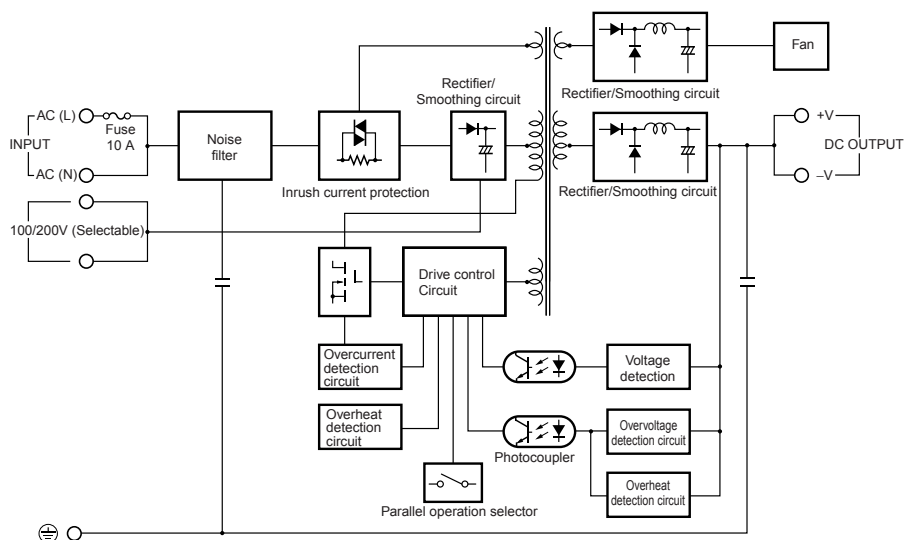 Fan
Rectifier/Smoothing circuit
Rectifier/
Smoothing circuit
AC (L)
Fuse
10 A
INPUT
AC (N)
Noise
filter
Inrush current protection
Rectifier/Smoothing circuit
+V
DC OUTPUT
–V
100/200V (Selectable)
Drive control
Circuit
Overcurrent
detection
circuit
Voltage
detection
Overheat
detection
circuit
Overvoltage
detection circuit
Photocoupler
Overheat
detection circuit
Parallel operation selector